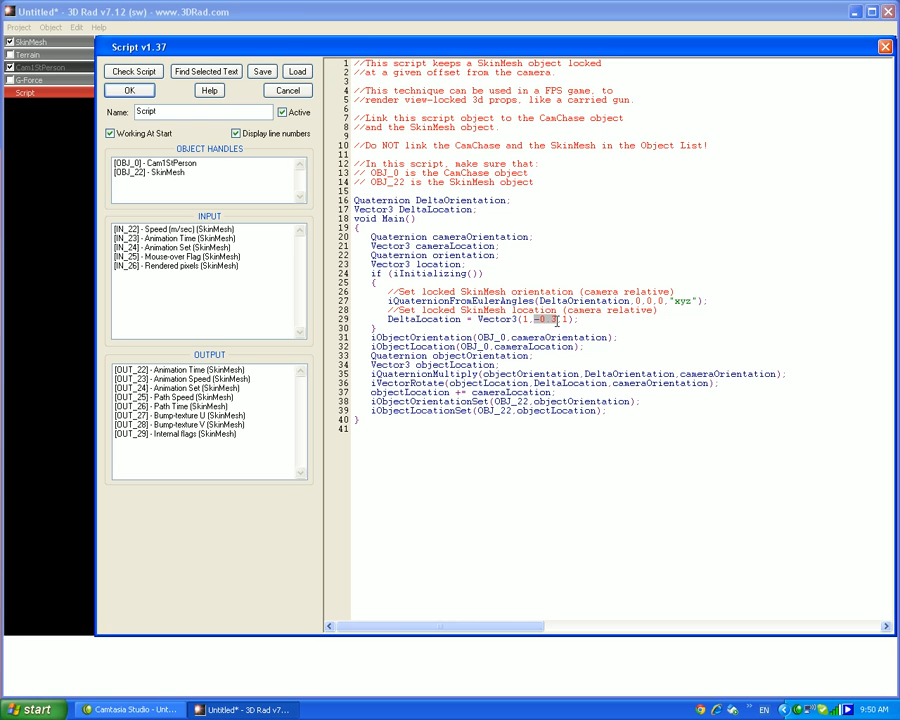 Untitled* - 3D Rad v7.12 (sw) - www.3DRad.com
Project Object Edit Help
SkinMesh
Terrain
Cam1stPerson
G-Force
Script
Script v1.37
Check Script Find Selected Text Save Load
OK Help Cancel
Name: Script Active
Working At Start Display line numbers
OBJECT HANDLES
[OBJ_0] - Cam1StPerson
[OBJ_22] - SkinMesh
INPUT
[IN_22] - Speed (m/sec) (SkinMesh)
[IN_23] - Animation Time (SkinMesh)
[IN_24] - Animation Set (SkinMesh)
[IN_25] - Mouse-over Flag (SkinMesh)
[IN_26] - Rendered pixels (SkinMesh)
OUTPUT
[OUT_22] - Animation Time (SkinMesh)
[OUT_23] - Animation Speed (SkinMesh)
[OUT_24] - Animation Set (SkinMesh)
[OUT_25] - Path Speed (SkinMesh)
[OUT_26] - Path Time (SkinMesh)
[OUT_27] - Bump-texture U (SkinMesh)
[OUT_28] - Bump-texture V (SkinMesh)
[OUT_29] - Internal flags (SkinMesh)
1 //This script keeps a SkinMesh object locked
2 //at a given offset from the camera.
3
4 //This technique can be used in a FPS game, to
5 //render view-locked 3d props, like a carried gun.
6
7 //Link this script object to the CamChase object
8 //and the SkinMesh object.
9
10 //Do NOT link the CamChase and the SkinMesh in the Object List!
11
12 //In this script, make sure that:
13 // OBJ_0 is the CamChase object
14 // OBJ_22 is the SkinMesh object
15
16 Quaternion DeltaOrientation;
17 Vector3 DeltaLocation;
18 void Main()
19 {
20 Quaternion cameraOrientation;
21 Vector3 cameraLocation;
22 Quaternion orientation;
23 Vector3 location;
24 if (iInitializing())
25 {
26 //Set locked SkinMesh orientation (camera relative)
27 iQuaternionFromEulerAngles(DeltaOrientation,0,0,0,"xyz");
28 //Set locked SkinMesh location (camera relative)
29 DeltaLocation = Vector3(1,-0.3,1);
30 }
31 iObjectOrientation(OBJ_0,cameraOrientation);
32 iObjectLocation(OBJ_0,cameraLocation);
33 Quaternion objectOrientation;
34 Vector3 objectLocation;
35 iQuaternionMultiply(objectOrientation,DeltaOrientation,cameraOrientation);
36 iVectorRotate(objectLocation,DeltaLocation,cameraOrientation);
37 objectLocation += cameraLocation;
38 iObjectOrientationSet(OBJ_22,objectOrientation);
39 iObjectLocationSet(OBJ_22,objectLocation);
40 }
41
start Camtasia Studio - Unt... Untitled* - 3D Rad v7... EN 9:50 AM